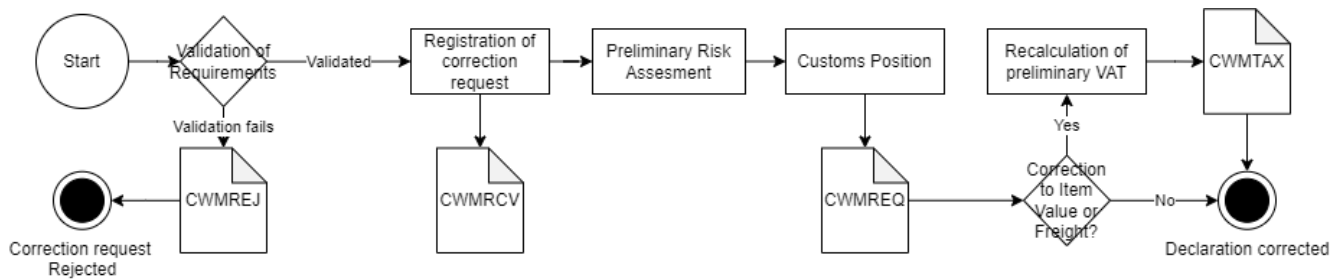 Start
Validation of
Requirements
Validated
Registration of
correction
request
Preliminary Risk
Assesment
Customs Position
Recalculation of
preliminary VAT
CWMTAX
Validation fails
Yes
CWMREJ
CWMRCV
CWMREQ
Correction
to Item
Value or
Freight?
No
Correction request
Rejected
Declaration corrected